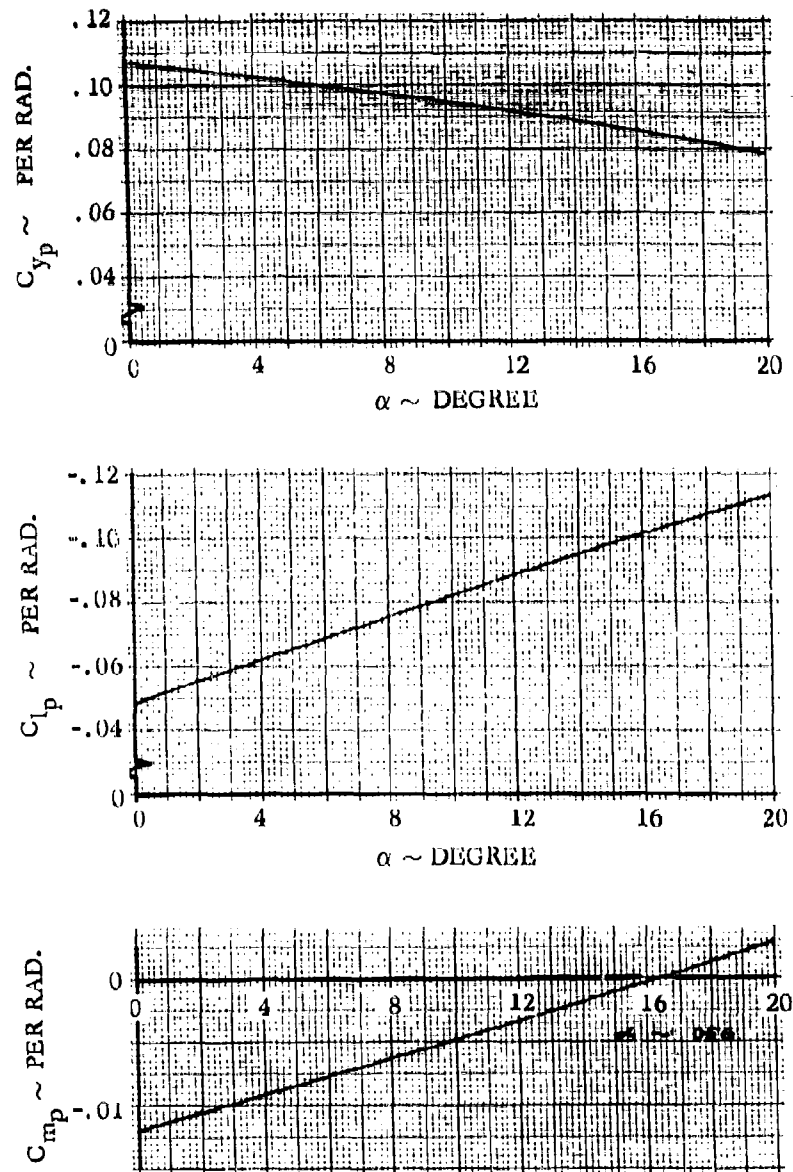 .12
.10
.08
.06
.04
0
C_yp ~ PER RAD.
0 4 8 12 16 20
α ~ DEGREE
-.12
-.10
-.08
-.06
-.04
0
C_lp ~ PER RAD.
0 4 8 12 16 20
α ~ DEGREE
0
-.01
C_mp ~ PER RAD.
0 4 8 12 16 20
α ~ DEG